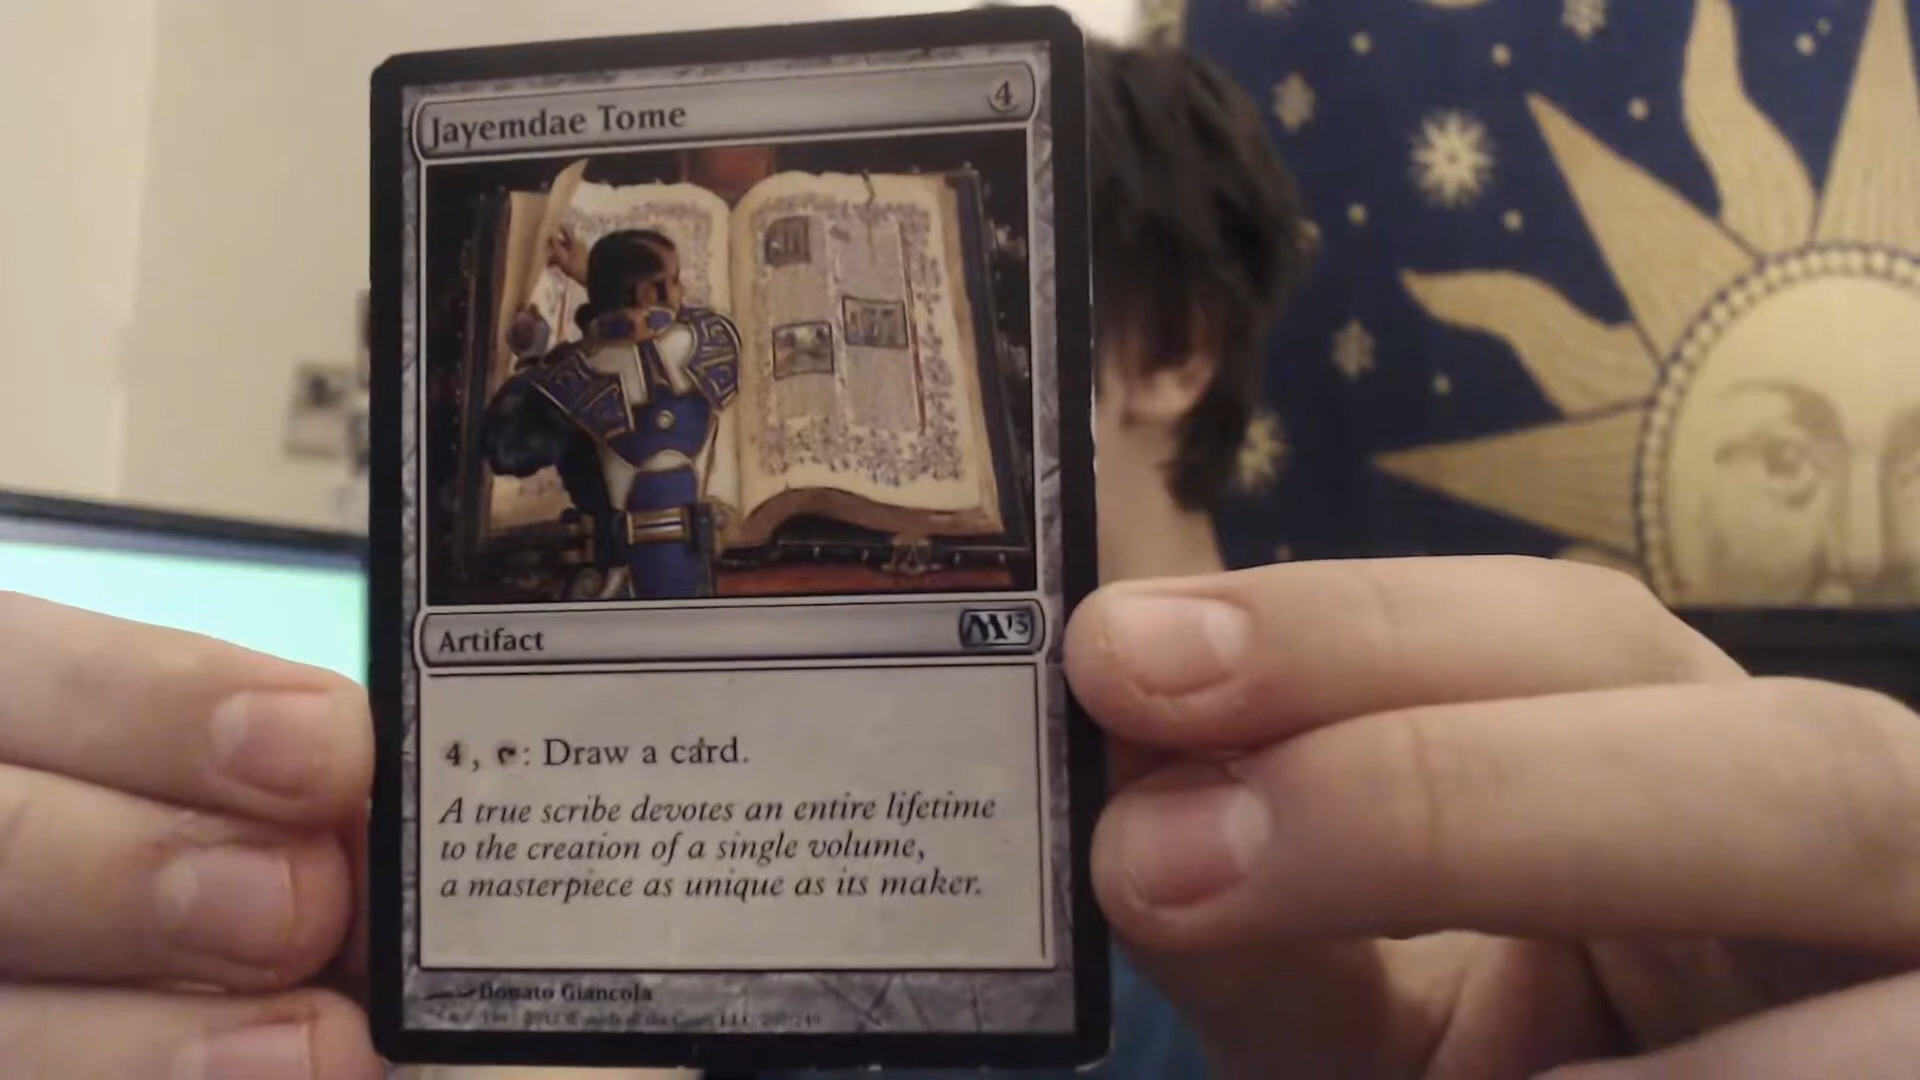 Jayemdae Tome 4
Artifact M13
4, : Draw a card.
A true scribe devotes an entire lifetime
to the creation of a single volume,
a masterpiece as unique as its maker.
Donato Giancola